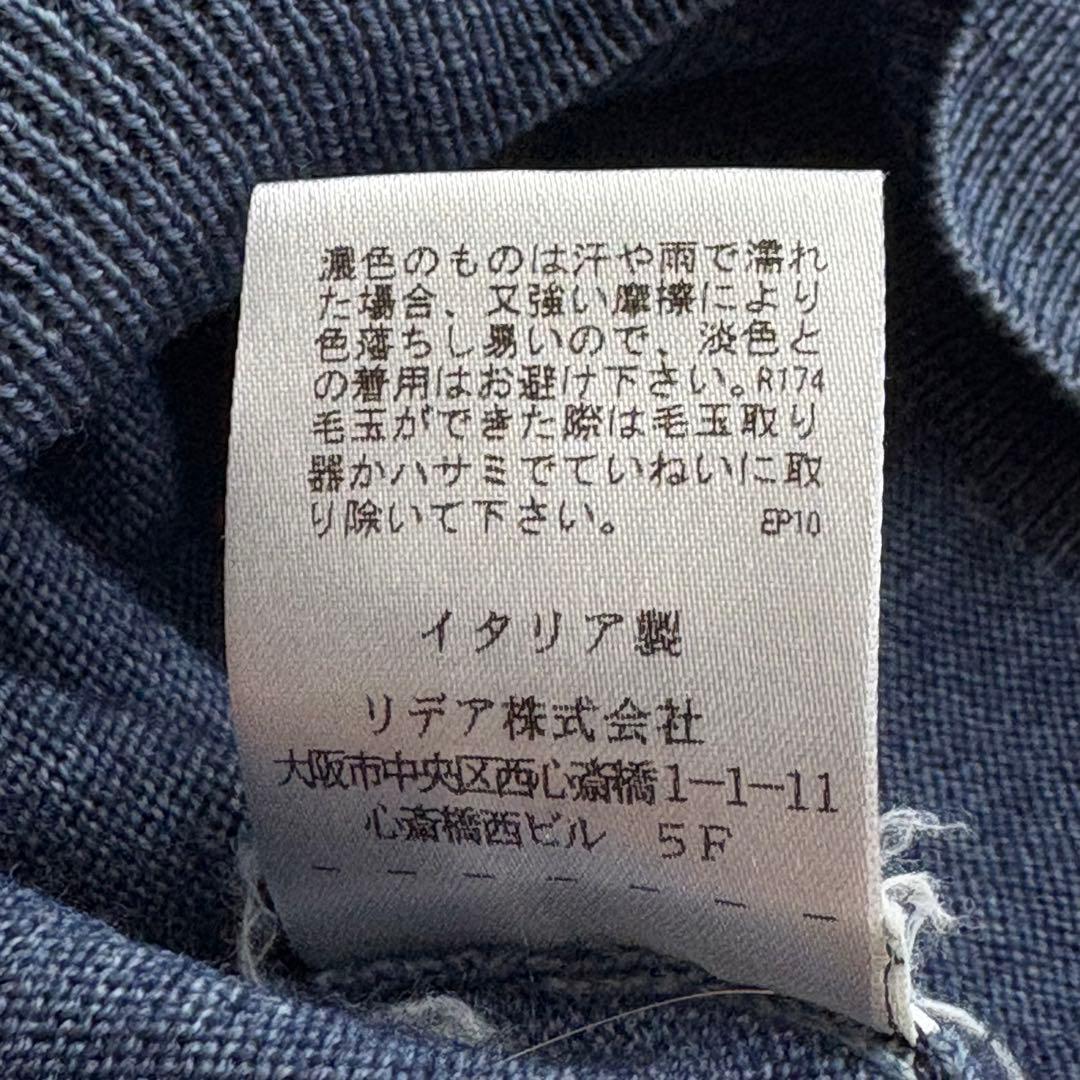 濃色のものは汗や雨で濡れ
た場合、又強い摩擦により
色落ちし易いので、淡色と
の着用はお避け下さい。R174
毛玉ができた際は毛玉取り
器かハサミでていねいに取
り除いて下さい。 EP10
イタリア製
リデア株式会社
大阪市中央区西心斎橋1-1-11
心斎橋西ビル 5F